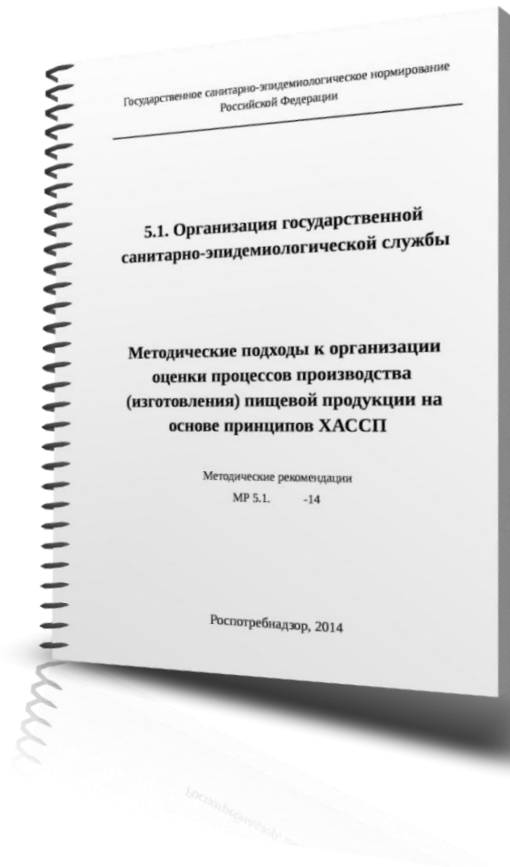 Государственное санитарно-эпидемиологическое нормирование
Российской Федерации
5.1. Организация государственной
санитарно-эпидемиологической службы
Методические подходы к организации
оценки процессов производства
(изготовления) пищевой продукции на
основе принципов ХАССП
Методические рекомендации
МР 5.1. -14
Роспотребнадзор, 2014